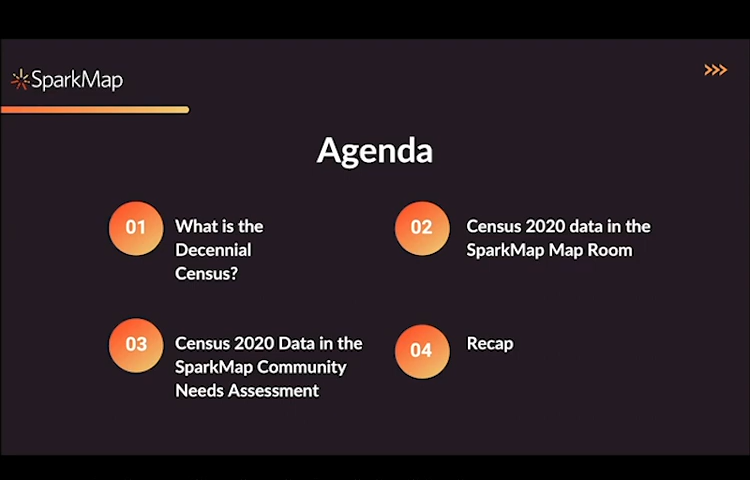 SparkMap
Agenda
01
What is the
Decennial
Census?
02
Census 2020 data in the
SparkMap Map Room
03
Census 2020 Data in the
SparkMap Community
Needs Assessment
04
Recap